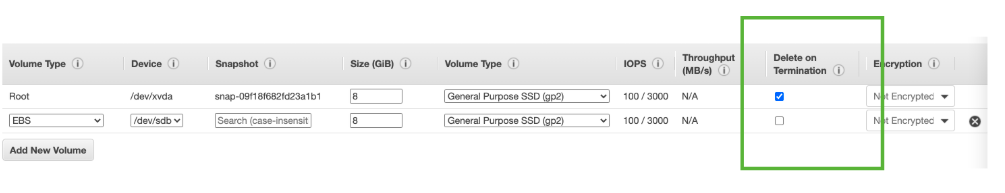 Volume Type Device Snapshot Size (GiB) Volume Type IOPS Throughput (MB/s) Delete on Termination Encryption
Root /dev/xvda snap-09f18f682fd23a1b1 8 General Purpose SSD (gp2) 100 / 3000 N/A Not Encrypted
EBS /dev/sdb Search (case-insensit 8 General Purpose SSD (gp2) 100 / 3000 N/A Not Encrypted
Add New Volume